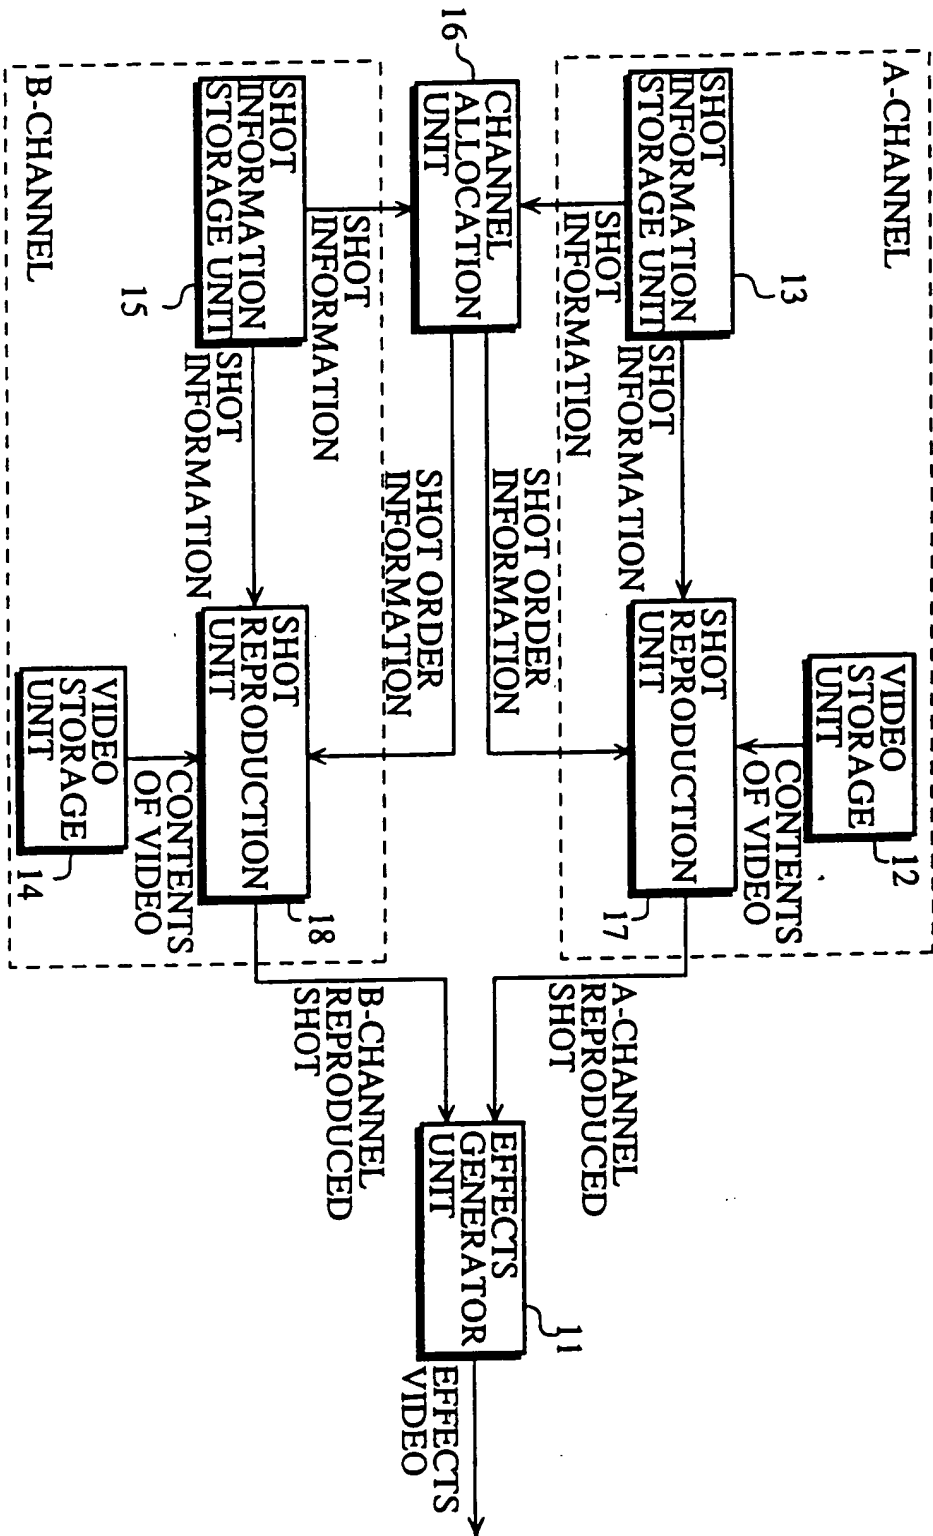 A-CHANNEL
VIDEO
STORAGE
UNIT
12
CONTENTS
OF VIDEO
SHOT
INFORMATION
STORAGE UNIT
13
SHOT
INFORMATION
SHOT
REPRODUCTION
UNIT
17
SHOT
INFORMATION
A-CHANNEL
REPRODUCED
SHOT
SHOT ORDER
INFORMATION
16
CHANNEL
ALLOCATION
UNIT
EFFECTS
GENERATOR
UNIT
11
EFFECTS
VIDEO
SHOT ORDER
INFORMATION
SHOT
INFORMATION
B-CHANNEL
REPRODUCED
SHOT
SHOT
INFORMATION
STORAGE UNIT
15
SHOT
INFORMATION
SHOT
REPRODUCTION
UNIT
18
CONTENTS
OF VIDEO
VIDEO
STORAGE
UNIT
14
B-CHANNEL